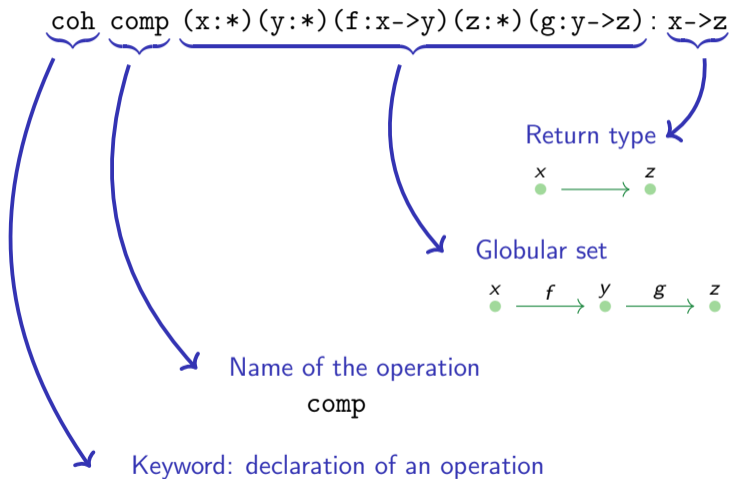 coh comp (x:*)(y:*)(f:x->y)(z:*)(g:y->z) : x->z
Return type
x z
Globular set
x f y g z
Name of the operation
comp
Keyword: declaration of an operation